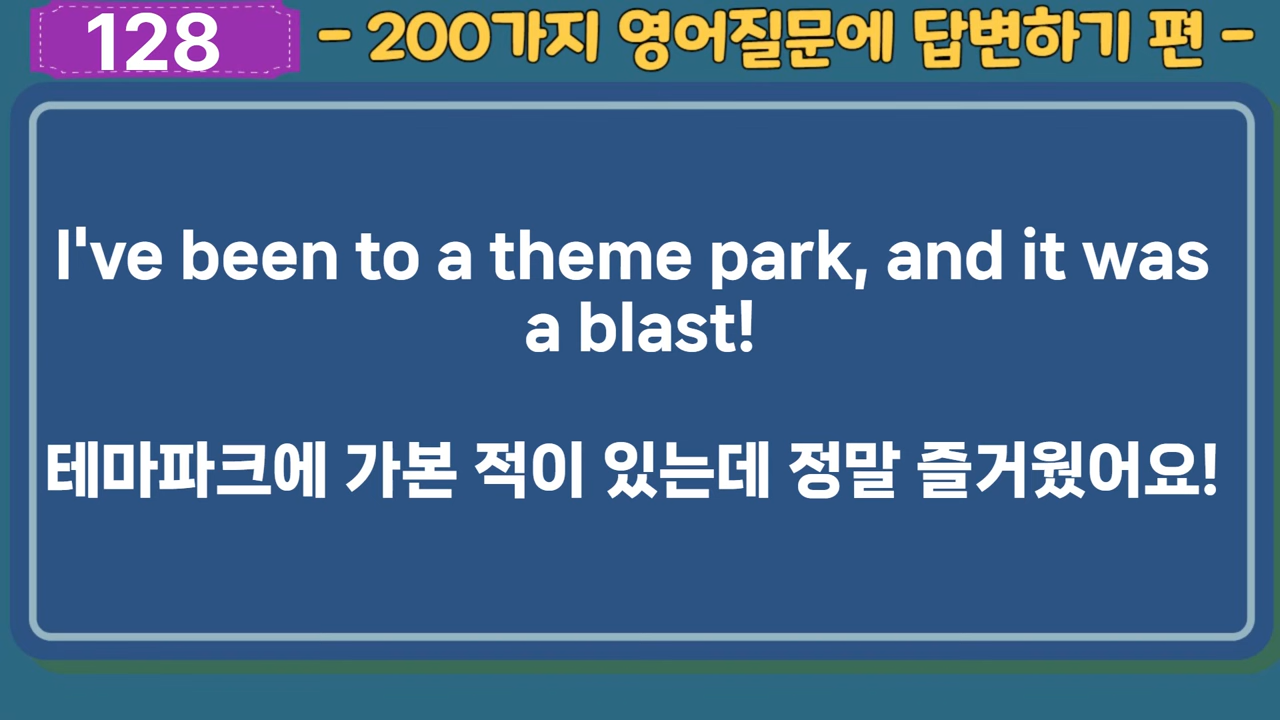 128
- 200가지 영어질문에 답변하기 편 -
I've been to a theme park, and it was
a blast!
테마파크에 가본 적이 있는데 정말 즐거웠어요!